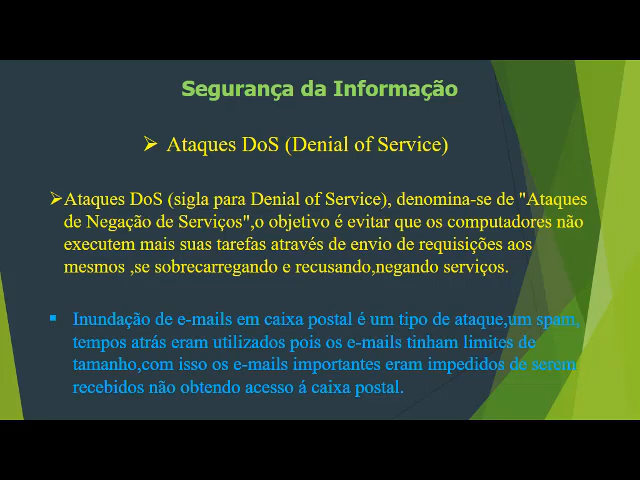 Segurança da Informação
➢ Ataques DoS (Denial of Service)
➢Ataques DoS (sigla para Denial of Service), denomina-se de "Ataques
de Negação de Serviços",o objetivo é evitar que os computadores não
executem mais suas tarefas através de envio de requisições aos
mesmos ,se sobrecarregando e recusando,negando serviços.
▪ Inundação de e-mails em caixa postal é um tipo de ataque,um spam,
tempos atrás eram utilizados pois os e-mails tinham limites de
tamanho,com isso os e-mails importantes eram impedidos de serem
recebidos não obtendo acesso á caixa postal.